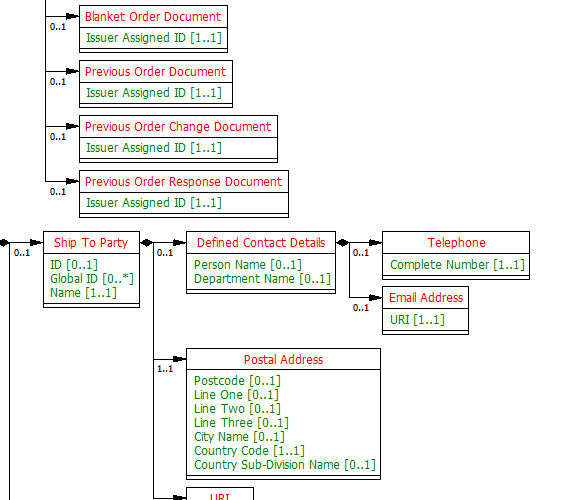 Blanket Order Document
0..1
Issuer Assigned ID [1..1]
Previous Order Document
0..1
Issuer Assigned ID [1..1]
Previous Order Change Document
0..1
Issuer Assigned ID [1..1]
Previous Order Response Document
0..1
Issuer Assigned ID [1..1]
Ship To Party
0..1
ID [0..1]
Global ID [0..*]
Name [1..1]
Defined Contact Details
0..1
Person Name [0..1]
Department Name [0..1]
Telephone
0..1
Complete Number [1..1]
Email Address
0..1
URI [1..1]
Postal Address
1..1
Postcode [0..1]
Line One [0..1]
Line Two [0..1]
Line Three [0..1]
City Name [0..1]
Country Code [1..1]
Country Sub-Division Name [0..1]
URI